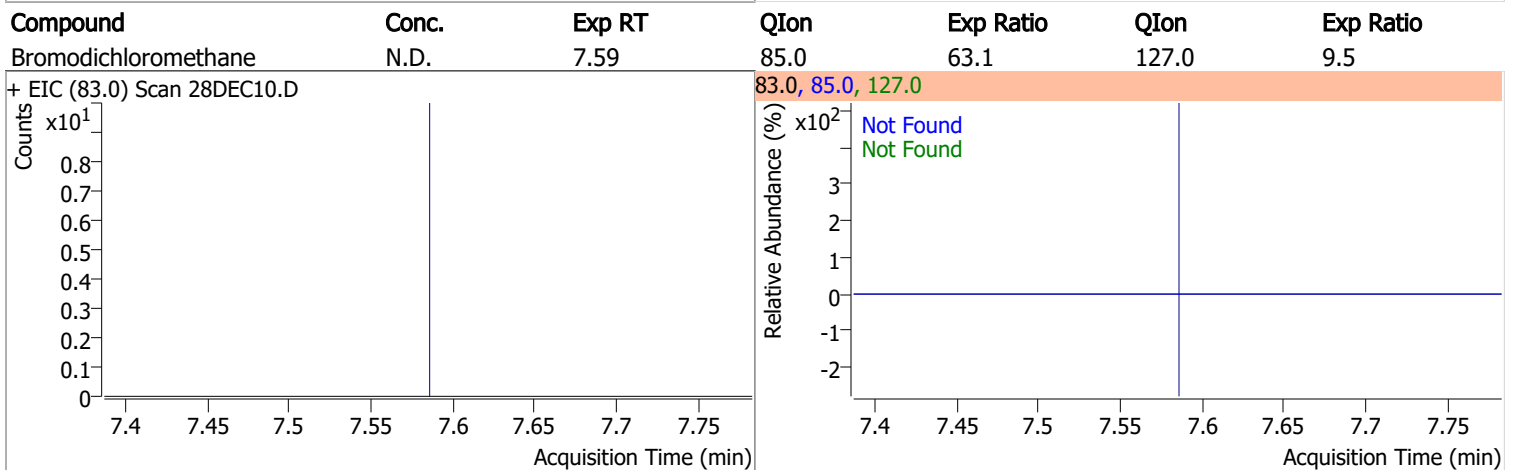 Compound Conc. Exp RT QIon Exp Ratio QIon Exp Ratio
Bromodichloromethane N.D. 7.59 85.0 63.1 127.0 9.5
+ EIC (83.0) Scan 28DEC10.D
Counts
x10¹
0.8
0.7
0.6
0.5
0.4
0.3
0.2
0.1
0
7.4 7.45 7.5 7.55 7.6 7.65 7.7 7.75
Acquisition Time (min)
83.0, 85.0, 127.0
Relative Abundance (%)
x10²
Not Found
Not Found
3
2
1
0
-1
-2
7.4 7.45 7.5 7.55 7.6 7.65 7.7 7.75
Acquisition Time (min)